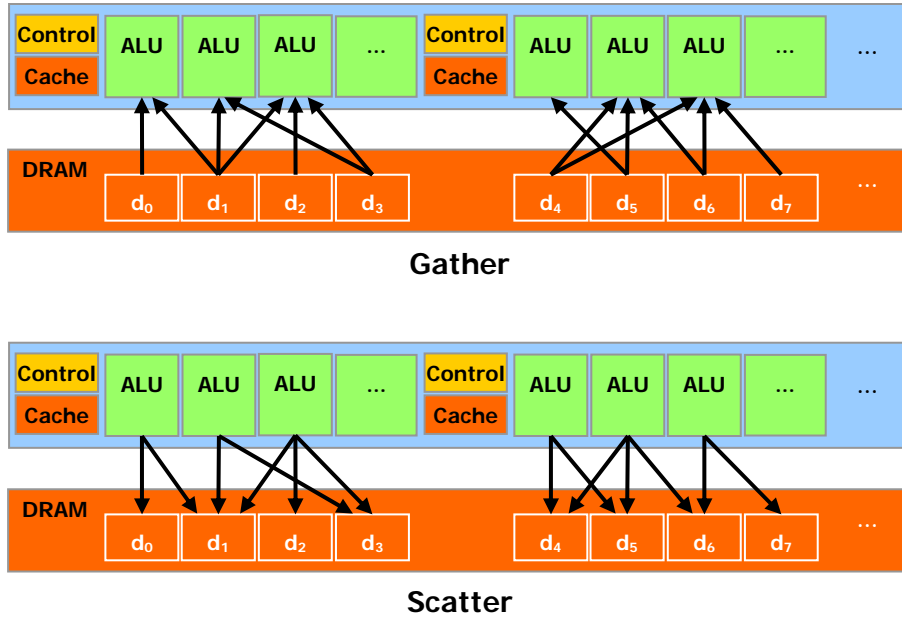 Control ALU ALU ALU ... Control ALU ALU ALU ... ...
Cache Cache
DRAM ...
d₀ d₁ d₂ d₃ d₄ d₅ d₆ d₇
Gather
Control ALU ALU ALU ... Control ALU ALU ALU ... ...
Cache Cache
DRAM ...
d₀ d₁ d₂ d₃ d₄ d₅ d₆ d₇
Scatter